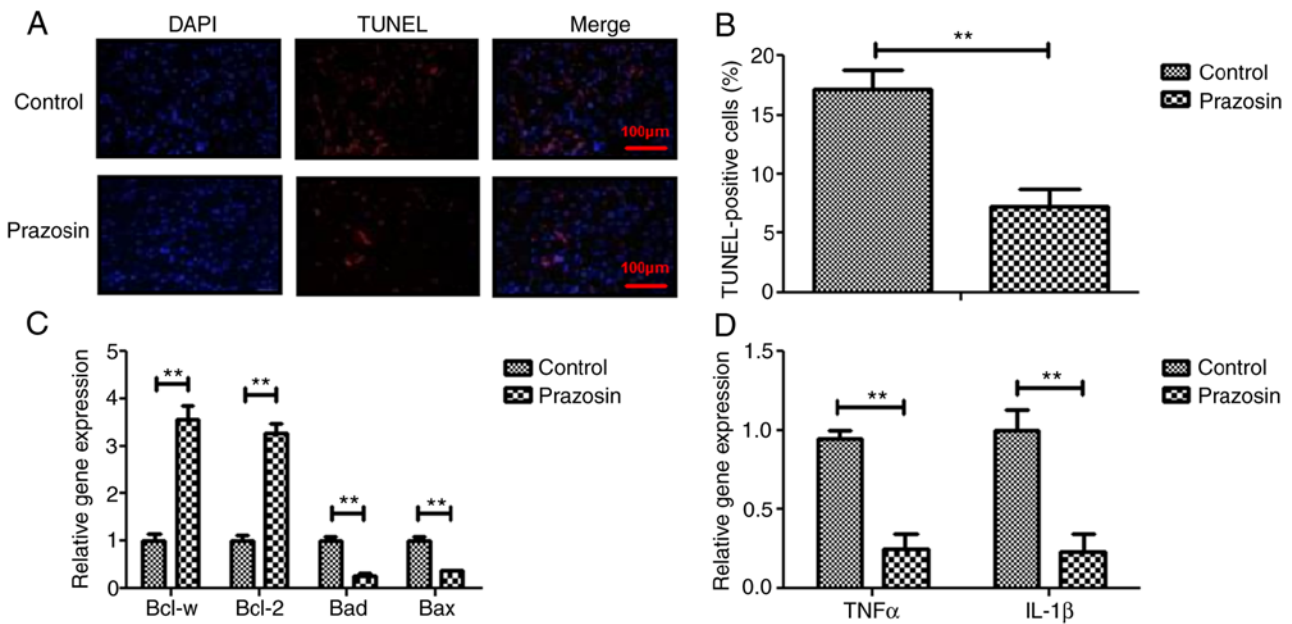 A
DAPI
TUNEL
Merge
Control
100μm
Prazosin
100μm
B
TUNEL-positive cells (%)
20
15
10
5
0
**
Control
Prazosin
C
Relative gene expression
5
4
3
2
1
0
**
**
**
**
Bcl-w
Bcl-2
Bad
Bax
Control
Prazosin
D
Relative gene expression
1.5
1.0
0.5
0.0
**
**
TNFα
IL-1β
Control
Prazosin